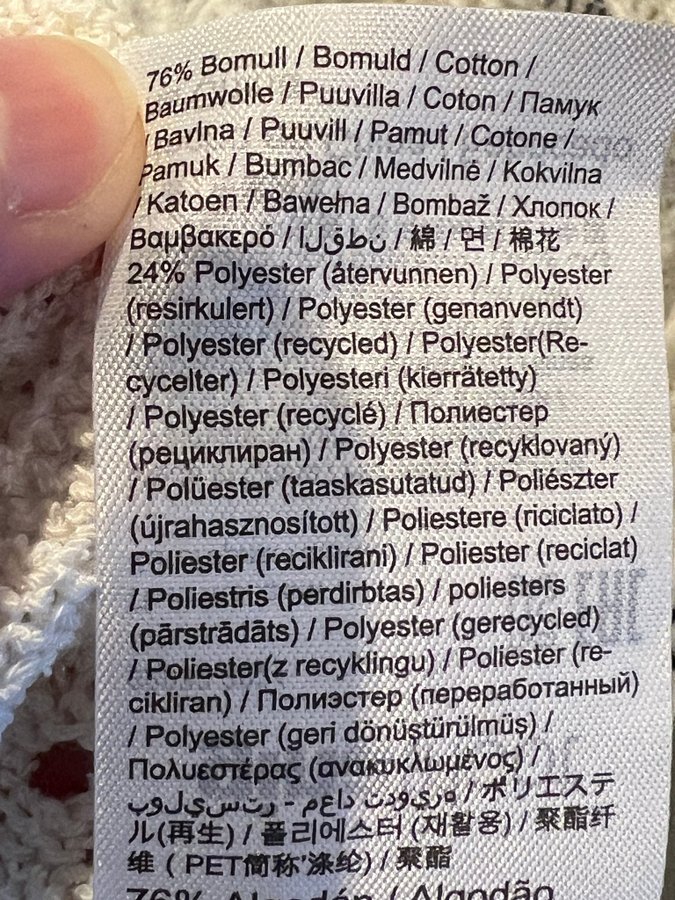 76% Bomull / Bomuld / Cotton /
Baumwolle / Puuvilla / Coton / Памук
/ Bavlna / Puuvill / Pamut / Cotone /
Pamuk / Bumbac / Medvilnė / Kokvilna
/ Katoen / Bawełna / Bombaž / Хлопок /
Βαμβακερό / ن ط ق ل ا / 綿 / 면 / 棉花
24% Polyester (återvunnen) / Polyester
(resirkulert) / Polyester (genanvendt)
/ Polyester (recycled) / Polyester(Re-
cycelter) / Polyesteri (kierrätetty)
/ Polyester (recyclé) / Полиестер
(рециклиран) / Polyester (recyklovaný)
/ Polüester (taaskasutatud) / Poliészter
(újrahasznosított) / Poliestere (riciclato) /
Poliester (reciklirani) / Poliester (reciclat)
/ Poliestris (perdirbtas) / poliesters
(pārstrādāts) / Polyester (gerecycled)
/ Poliester(z recyklingu) / Poliester (re-
cikliran) / Полиэстер (переработанный)
/ Polyester (geri dönüştürülmüş) /
Πολυεστέρας (ανακυκλωμένος) /
/ ポリエステ
ル(再生) / 폴리에스터 (재활용) / 聚酯纤
维 ( PET简称'涤纶) / 聚酯
76% Algodón / Algodão